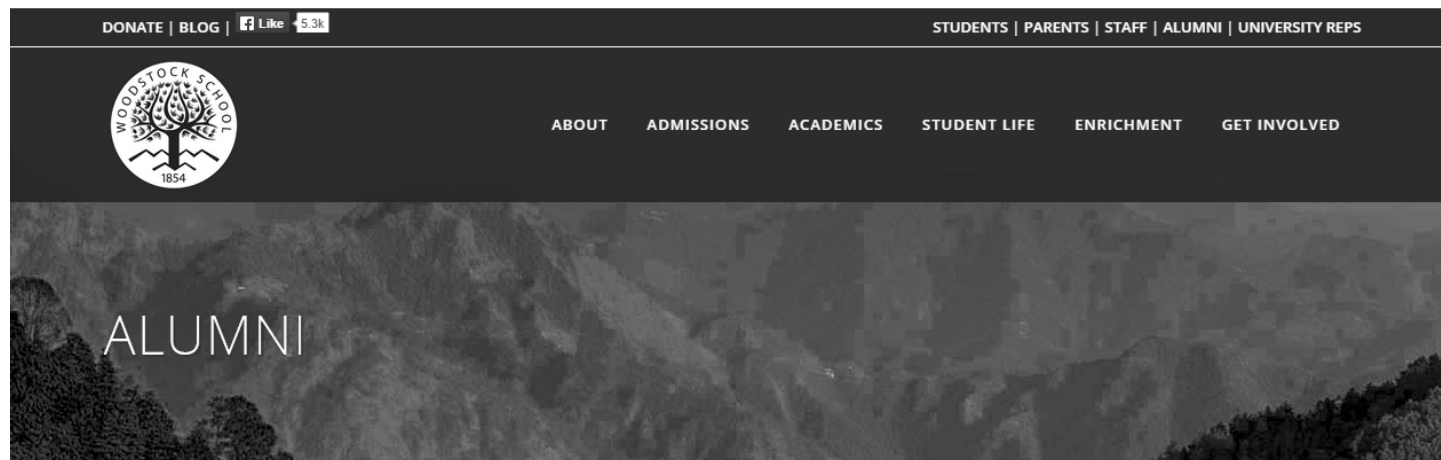 DONATE | BLOG | Like 5.3k
STUDENTS | PARENTS | STAFF | ALUMNI | UNIVERSITY REPS
WOODSTOCK SCHOOL
1854
ABOUT ADMISSIONS ACADEMICS STUDENT LIFE ENRICHMENT GET INVOLVED
ALUMNI